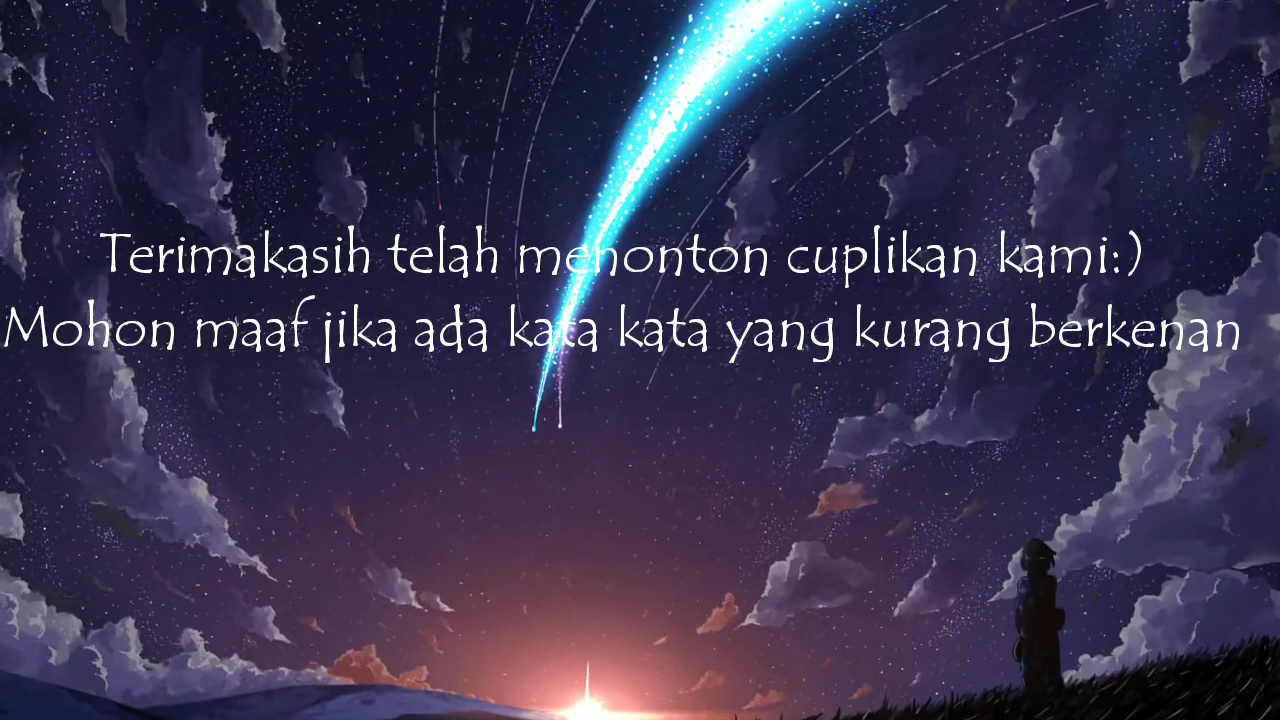 Terimakasih telah menonton cuplikan kami:)
Mohon maaf jika ada kata kata yang kurang berkenan